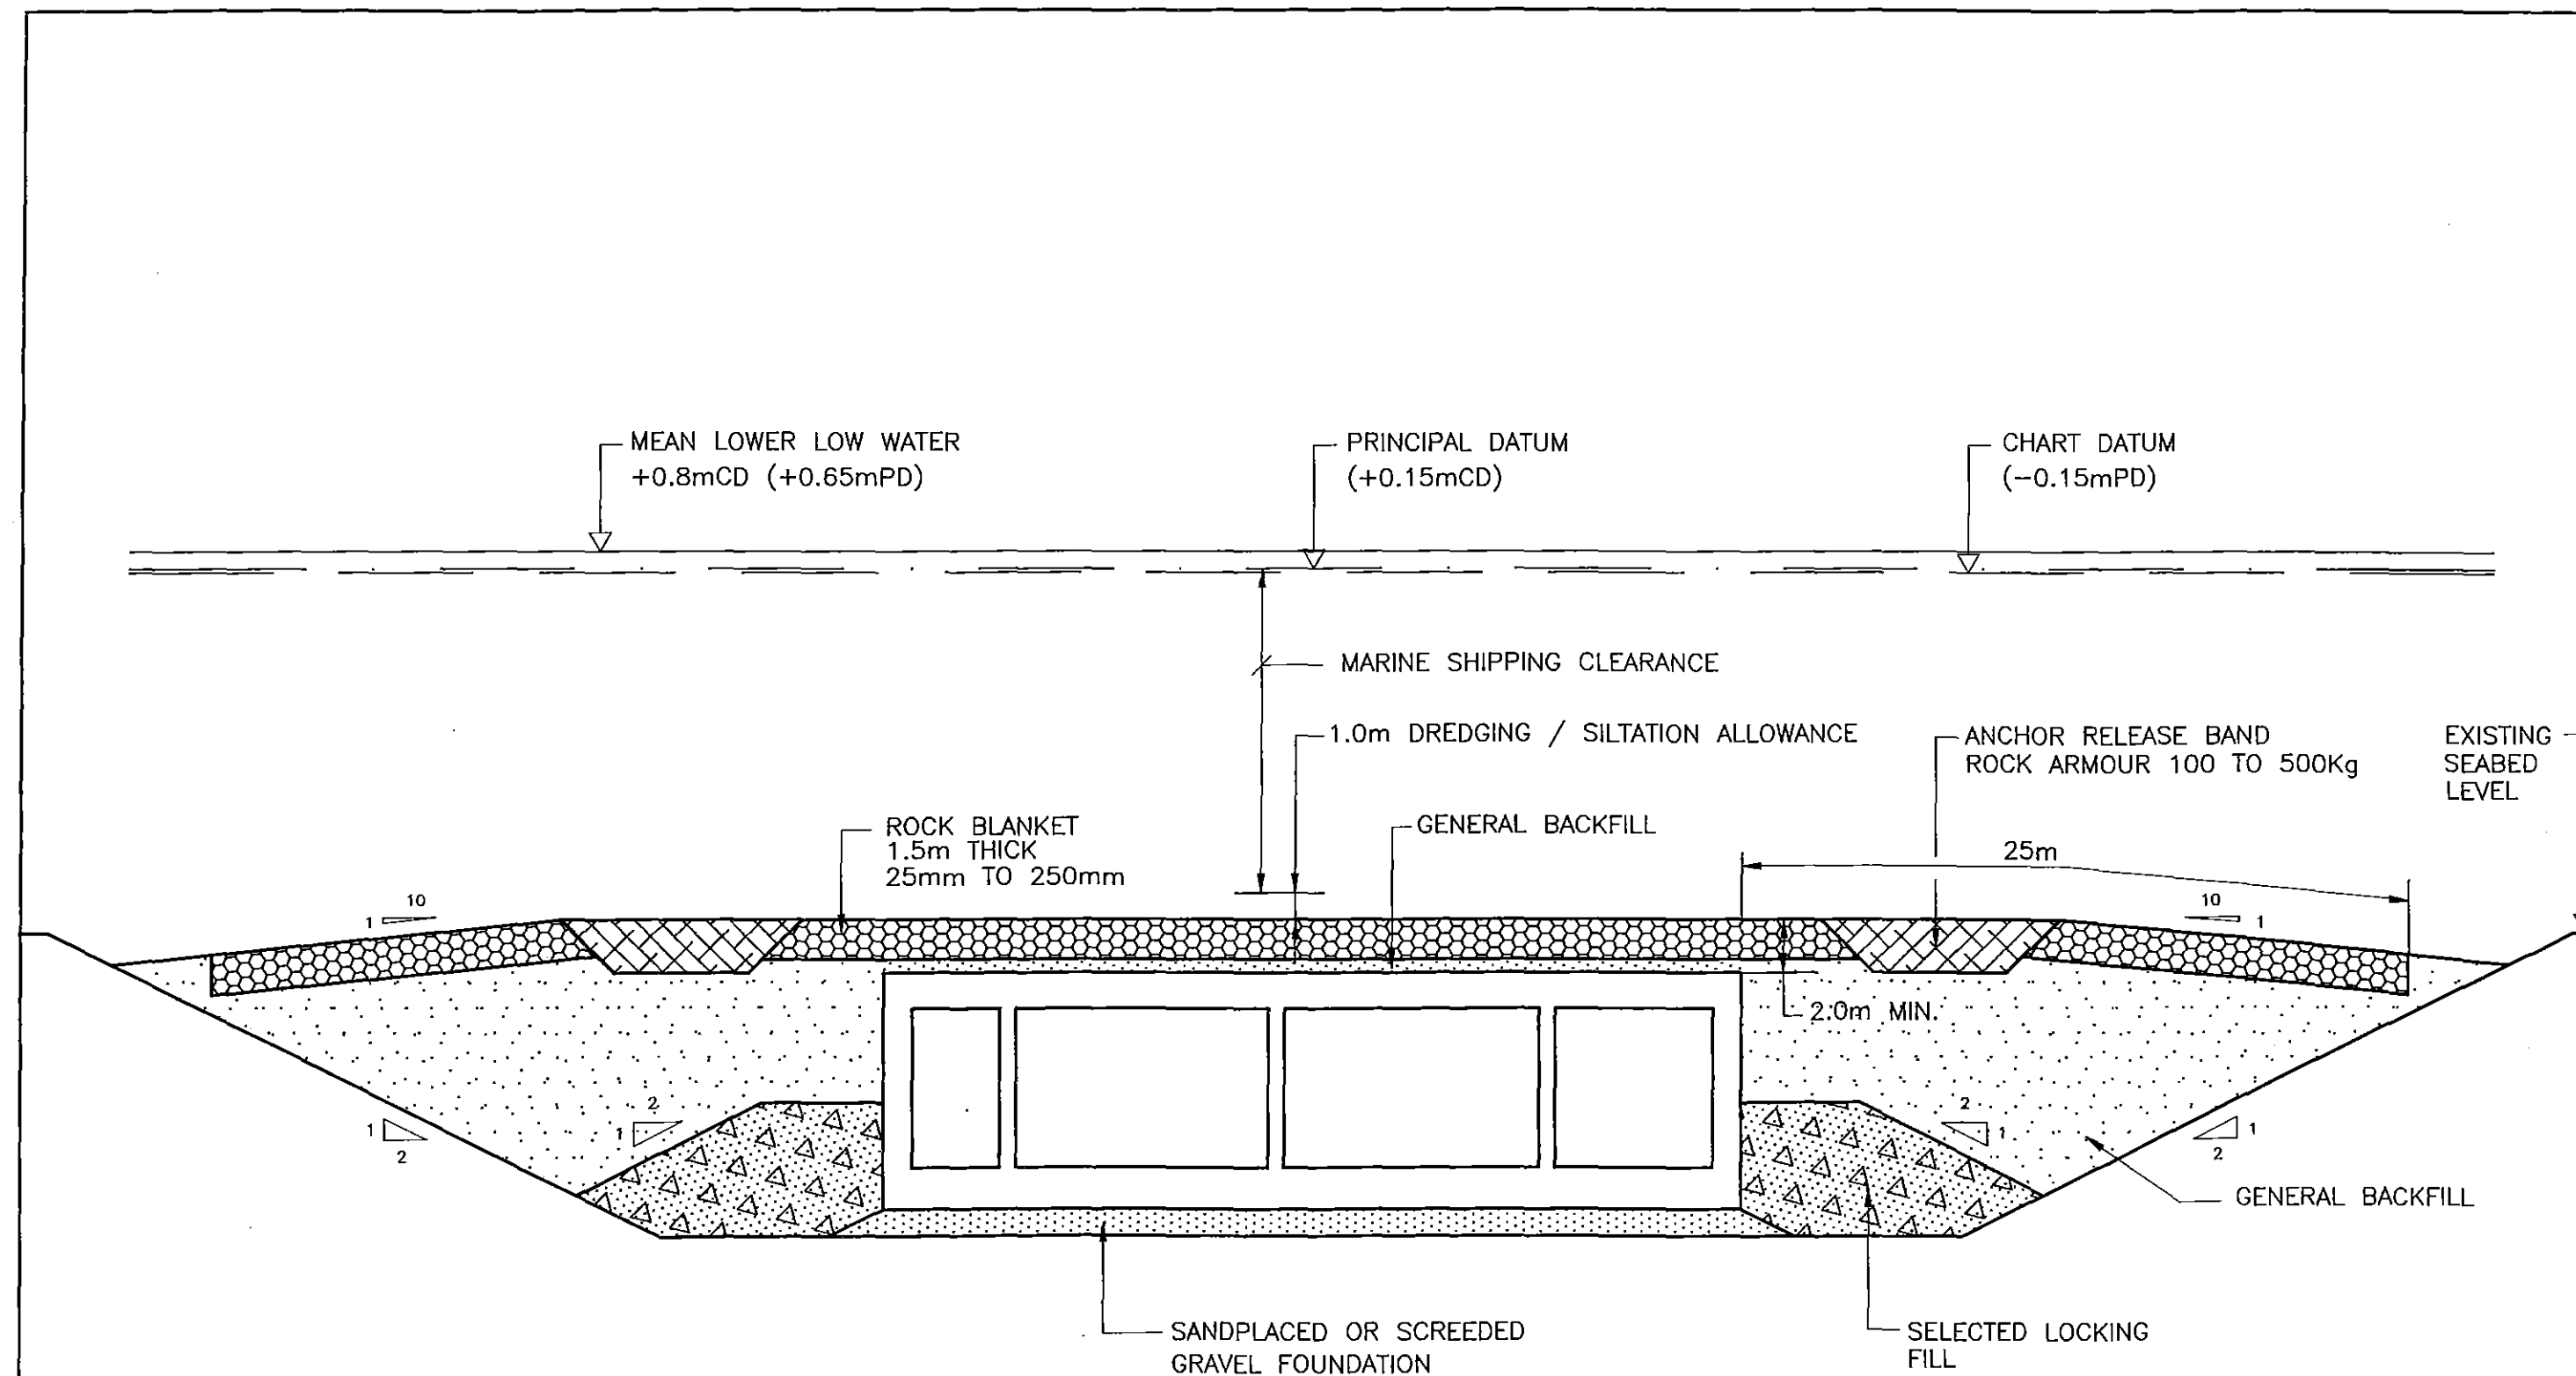 MEAN LOWER LOW WATER
+0.8mCD (+0.65mPD)
PRINCIPAL DATUM
(+0.15mCD)
CHART DATUM
(−0.15mPD)
MARINE SHIPPING CLEARANCE
1.0m DREDGING / SILTATION ALLOWANCE
ANCHOR RELEASE BAND
ROCK ARMOUR 100 TO 500Kg
EXISTING
SEABED
LEVEL
ROCK BLANKET
1.5m THICK
25mm TO 250mm
GENERAL BACKFILL
25m
10
1
10
1
2.0m MIN.
1
2
2
1
2
1
1
2
GENERAL BACKFILL
SANDPLACED OR SCREEDED
GRAVEL FOUNDATION
SELECTED LOCKING
FILL